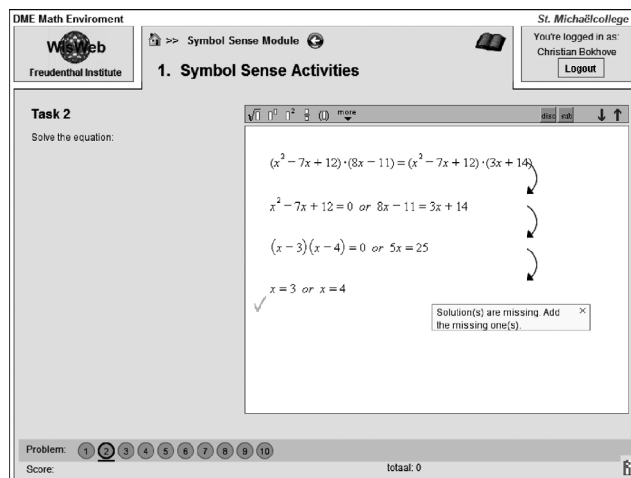 DME Math Enviroment
St. Michaëlcollege
WisWeb
Freudenthal Institute
>> Symbol Sense Module
1. Symbol Sense Activities
You're logged in as:
Christian Bokhove
Logout
Task 2
Solve the equation:
more
disc sub
(x² − 7x + 12)·(8x − 11) = (x² − 7x + 12)·(3x + 14)
x² − 7x + 12 = 0 or 8x − 11 = 3x + 14
(x − 3)(x − 4) = 0 or 5x = 25
x = 3 or x = 4
Solution(s) are missing. Add
the missing one(s).
Problem: 1 2 3 4 5 6 7 8 9 10
Score:
totaal: 0